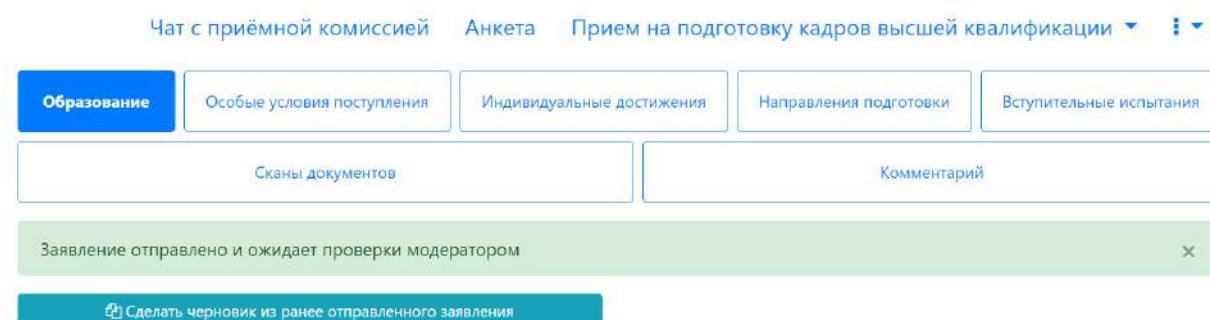 Чат с приёмной комиссией Анкета Прием на подготовку кадров высшей квалификации
Образование Особые условия поступления Индивидуальные достижения Направления подготовки Вступительные испытания
Сканы документов Комментарий
Заявление отправлено и ожидает проверки модератором ×
Сделать черновик из ранее отправленного заявления